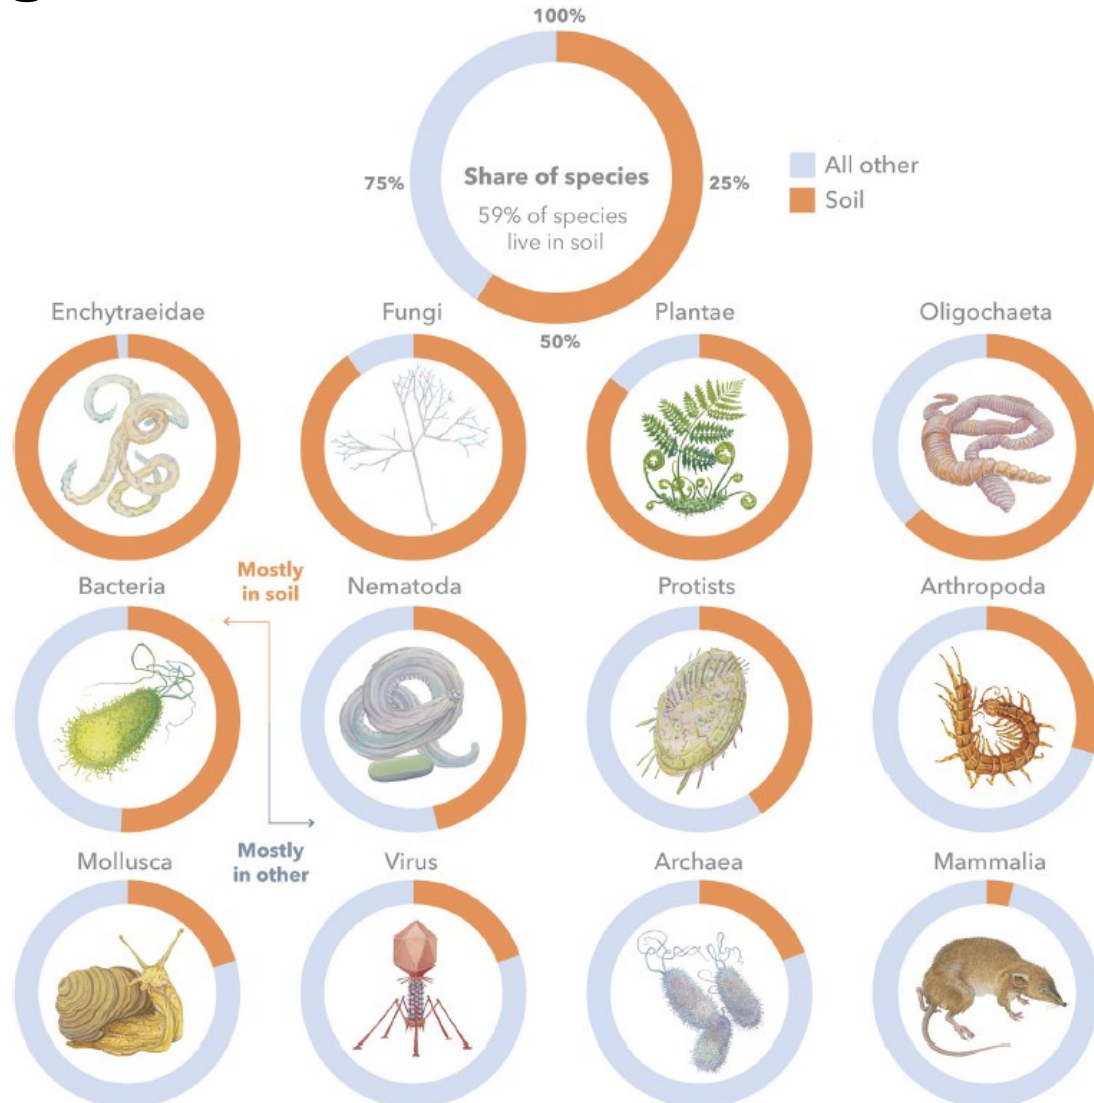 100%
75%
Share of species
25%
59% of species
live in soil
50%
All other
Soil
Enchytraeidae
Fungi
Plantae
Oligochaeta
Bacteria
Mostly
in soil
Nematoda
Protists
Arthropoda
Mostly
in other
Mollusca
Virus
Archaea
Mammalia